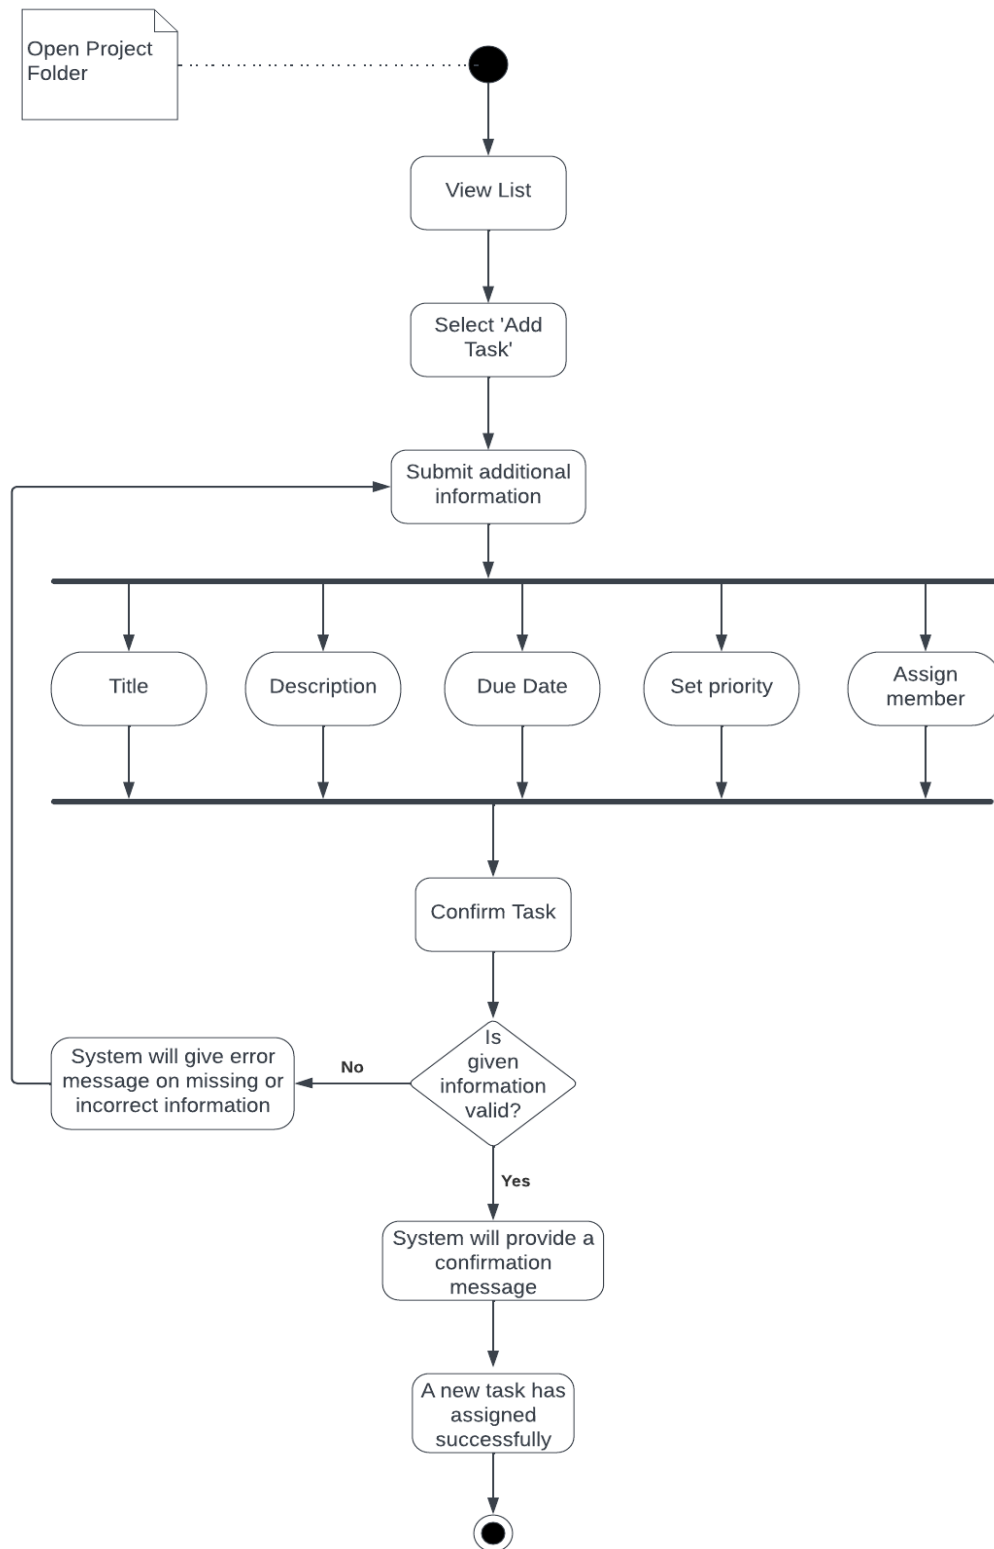 Open Project
Folder
View List
Select 'Add
Task'
Submit additional
information
Title
Description
Due Date
Set priority
Assign
member
Confirm Task
Is
given
information
valid?
No
System will give error
message on missing or
incorrect information
Yes
System will provide a
confirmation
message
A new task has
assigned
successfully